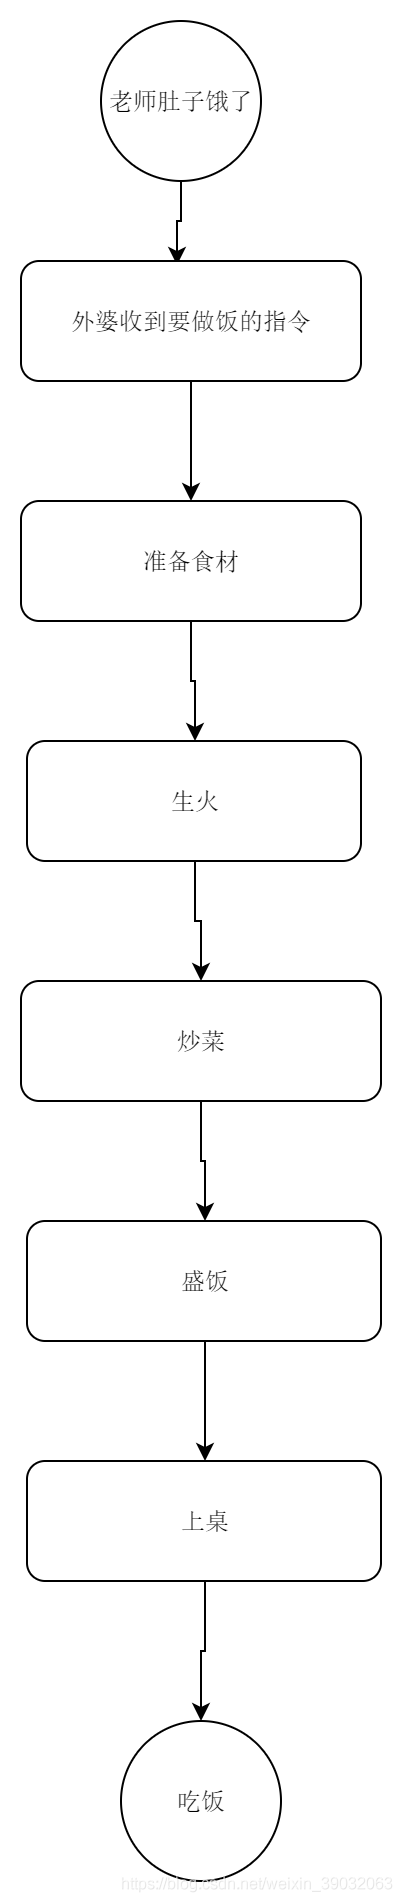 老师肚子饿了
外婆收到要做饭的指令
准备食材
生火
炒菜
盛饭
上桌
吃饭
https://blog.csdn.net/weixin_39032063